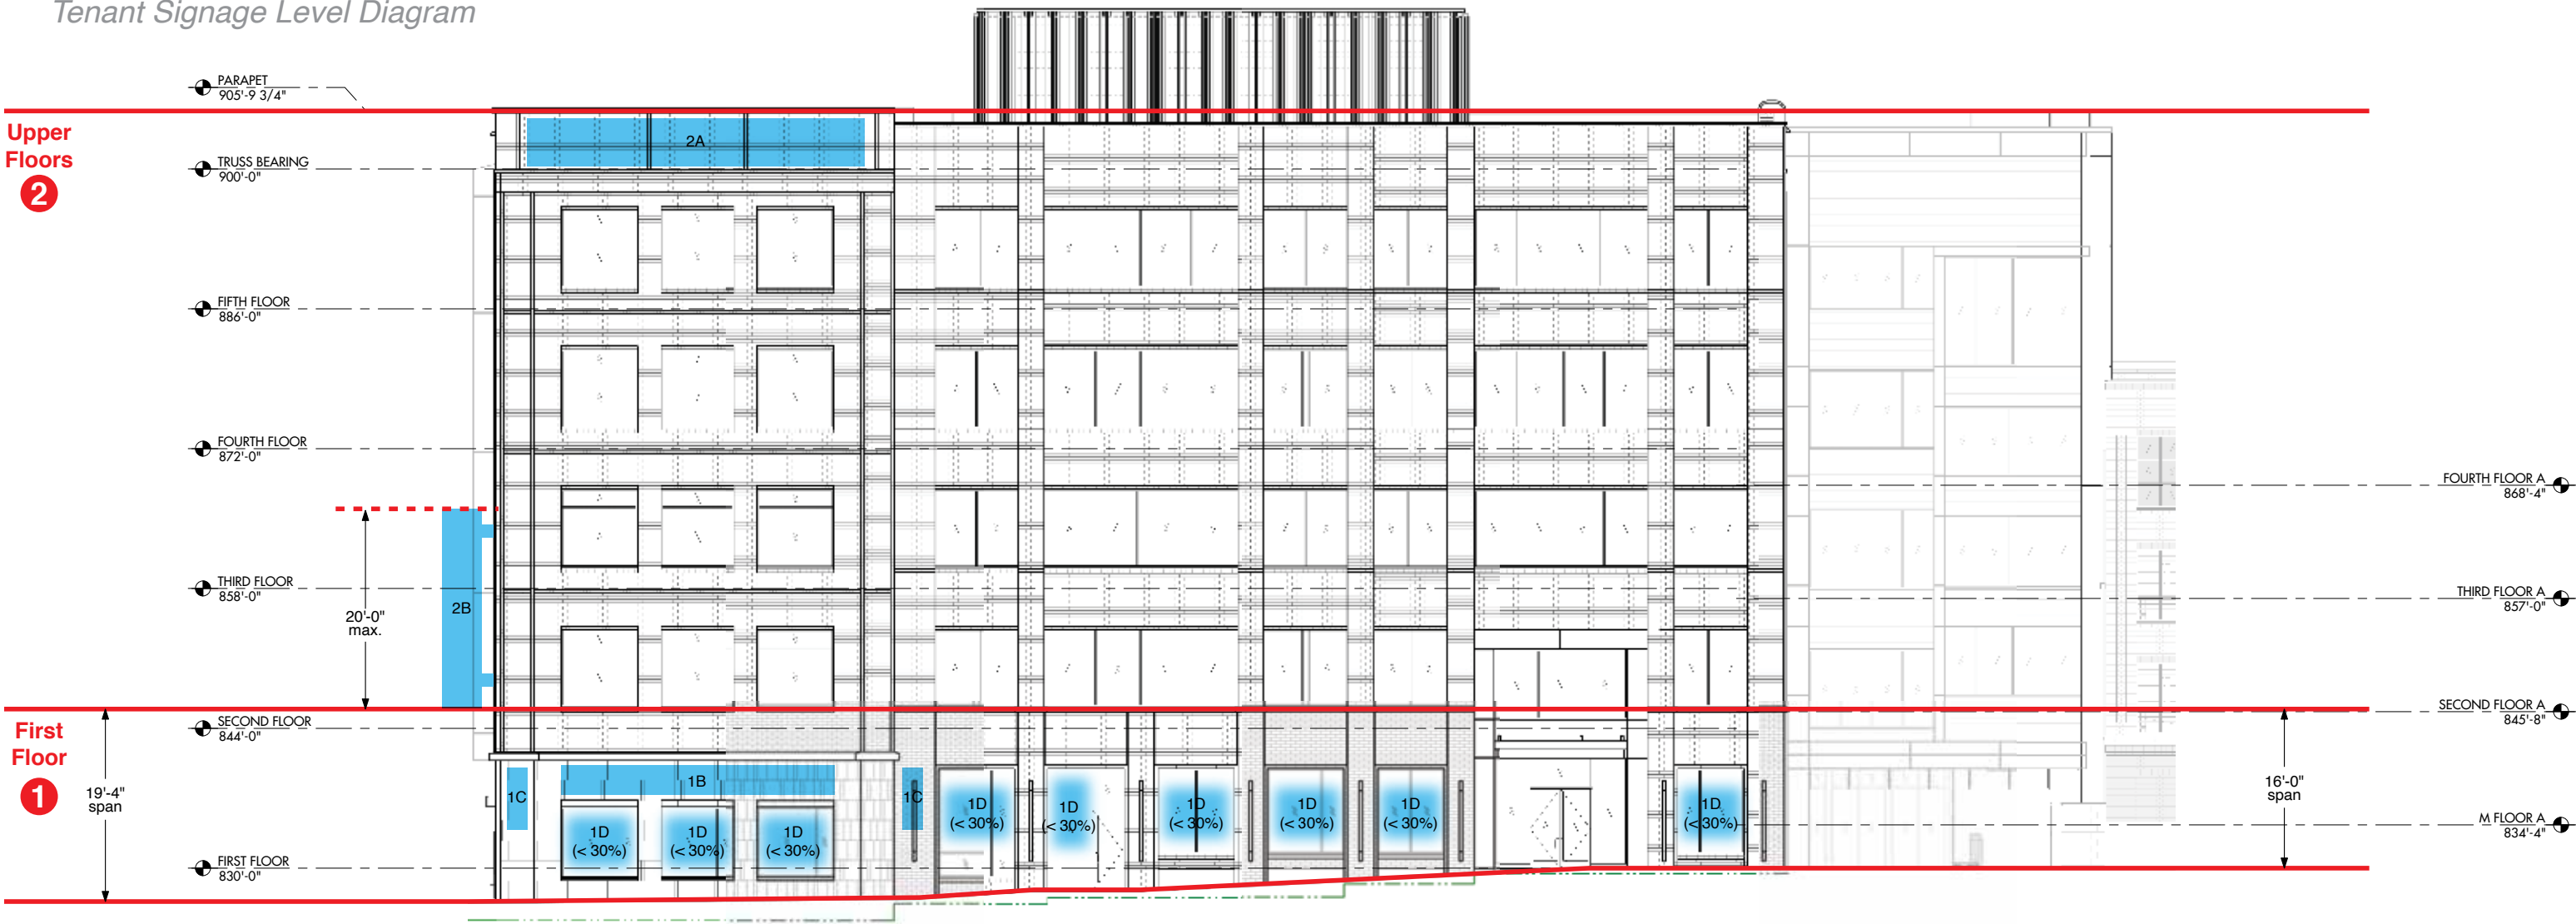 Tenant Signage Level Diagram
PARAPET
905'-9 3/4"
Upper
Floors
2
2A
TRUSS BEARING
900'-0"
FIFTH FLOOR
886'-0"
FOURTH FLOOR
872'-0"
FOURTH FLOOR A
868'-4"
THIRD FLOOR
858'-0"
THIRD FLOOR A
857'-0"
2B
20'-0"
max.
SECOND FLOOR
844'-0"
SECOND FLOOR A
845'-8"
First
Floor
1
19'-4"
span
16'-0"
span
1C
1B
1C
1D
(< 30%)
1D
(< 30%)
1D
(< 30%)
1D
(< 30%)
1D
(< 30%)
1D
(< 30%)
1D
(< 30%)
1D
(< 30%)
1D
(< 30%)
M FLOOR A
834'-4"
FIRST FLOOR
830'-0"